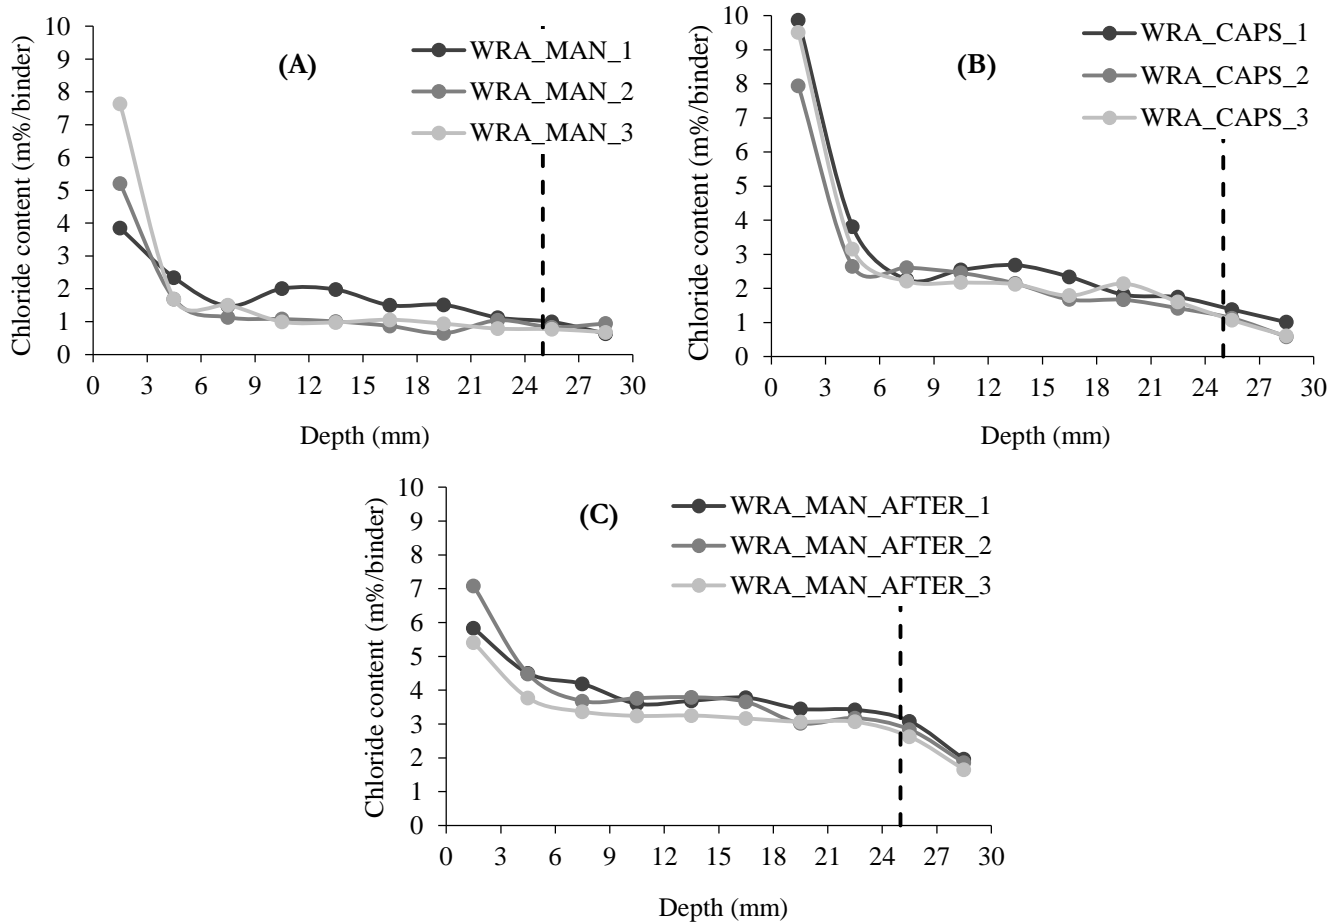 (A)
WRA_MAN_1
WRA_MAN_2
WRA_MAN_3
Chloride content (m%/binder)
10
9
8
7
6
5
4
3
2
1
0
0 3 6 9 12 15 18 21 24 27 30
Depth (mm)
(B)
WRA_CAPS_1
WRA_CAPS_2
WRA_CAPS_3
Chloride content (m%/binder)
10
9
8
7
6
5
4
3
2
1
0
0 3 6 9 12 15 18 21 24 27 30
Depth (mm)
(C)
WRA_MAN_AFTER_1
WRA_MAN_AFTER_2
WRA_MAN_AFTER_3
Chloride content (m%/binder)
10
9
8
7
6
5
4
3
2
1
0
0 3 6 9 12 15 18 21 24 27 30
Depth (mm)